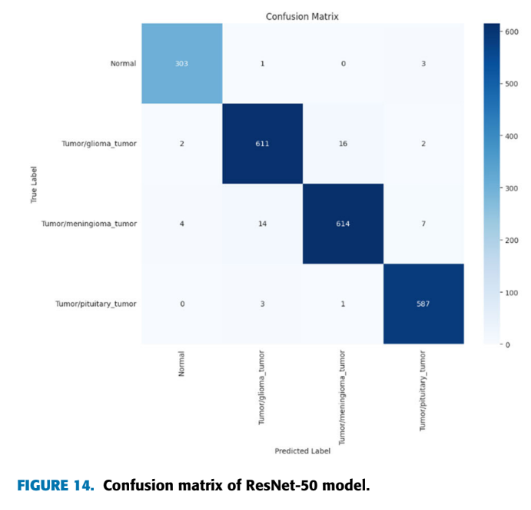 Confusion Matrix
Normal 303 1 0 3
Tumor/glioma_tumor 2 611 16 2
Tumor/meningioma_tumor 4 14 614 7
Tumor/pituitary_tumor 0 3 1 587
True Label
Normal
Tumor/glioma_tumor
Tumor/meningioma_tumor
Tumor/pituitary_tumor
Predicted Label
600
500
400
300
200
100
0
FIGURE 14. Confusion matrix of ResNet-50 model.